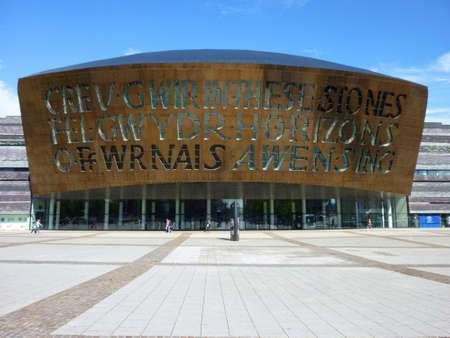 CREU·GWIR IN·THESE STONES
FEL GWYDR·HORIZONS
O FFWRNAIS AWEN SING